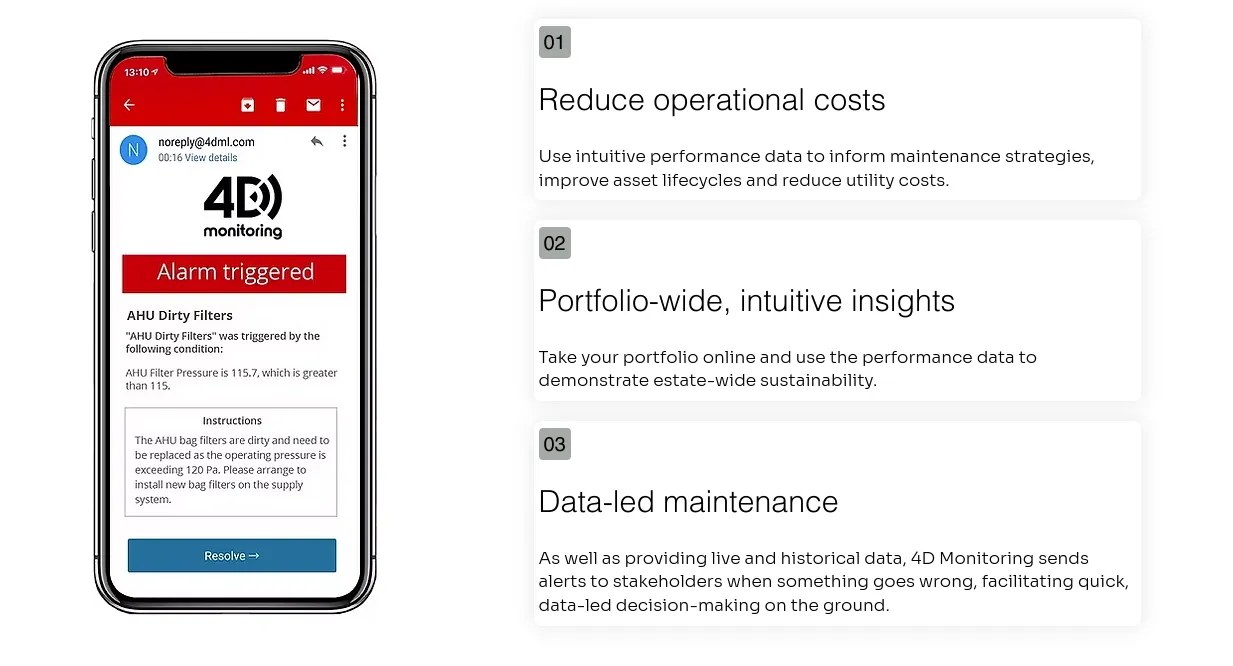 13:10
noreply@4dml.com
N
00:16 View details
4D
monitoring
Alarm triggered
AHU Dirty Filters
"AHU Dirty Filters" was triggered by the
following condition:
AHU Filter Pressure is 115.7, which is greater
than 115.
Instructions
The AHU bag filters are dirty and need to
be replaced as the operating pressure is
exceeding 120 Pa. Please arrange to
install new bag filters on the supply
system.
Resolve →
01
Reduce operational costs
Use intuitive performance data to inform maintenance strategies,
improve asset lifecycles and reduce utility costs.
02
Portfolio-wide, intuitive insights
Take your portfolio online and use the performance data to
demonstrate estate-wide sustainability.
03
Data-led maintenance
As well as providing live and historical data, 4D Monitoring sends
alerts to stakeholders when something goes wrong, facilitating quick,
data-led decision-making on the ground.